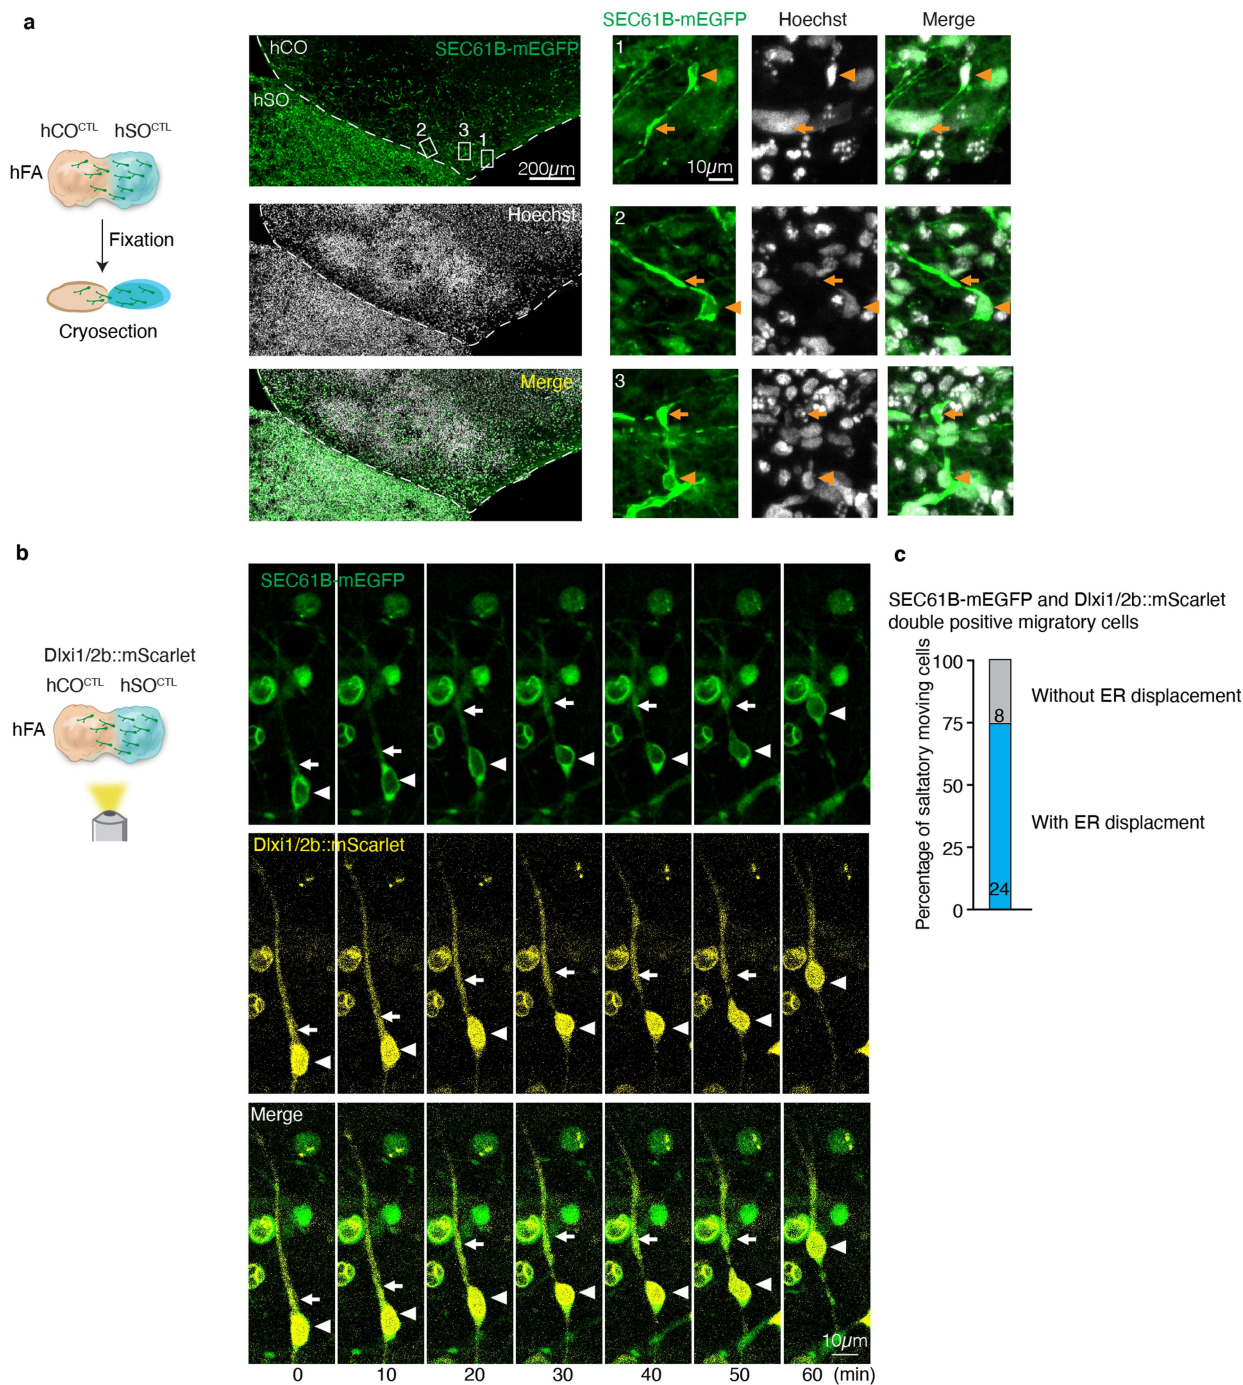 a
SEC61B-mEGFP
Hoechst
Merge
hCO
SEC61B-mEGFP
hSO
2
3
1
200µm
1
10µm
hCO^CTL
hSO^CTL
hFA
Fixation
Cryosection
Hoechst
2
Merge
3
b
SEC61B-mEGFP
Dlxi1/2b::mScarlet
hCO^CTL
hSO^CTL
hFA
Dlxi1/2b::mScarlet
Merge
10µm
0
10
20
30
40
50
60
(min)
c
SEC61B-mEGFP and Dlxi1/2b::mScarlet
double positive migratory cells
Percentage of saltatory moving cells
100
75
50
25
0
8
24
Without ER displacement
With ER displacment